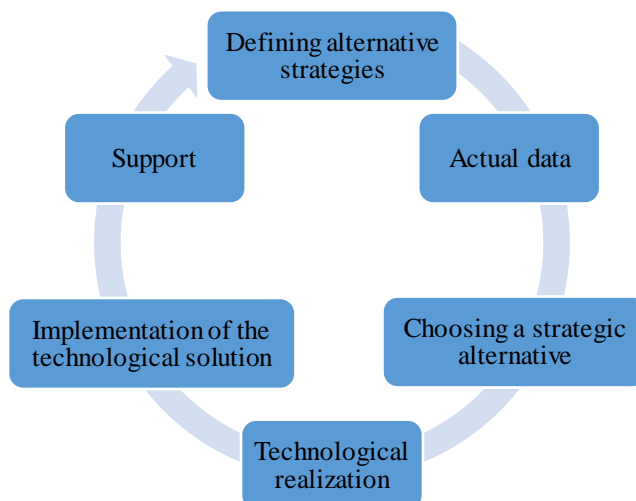 Defining alternative
strategies
Actual data
Choosing a strategic
alternative
Technological
realization
Implementation of the
technological solution
Support